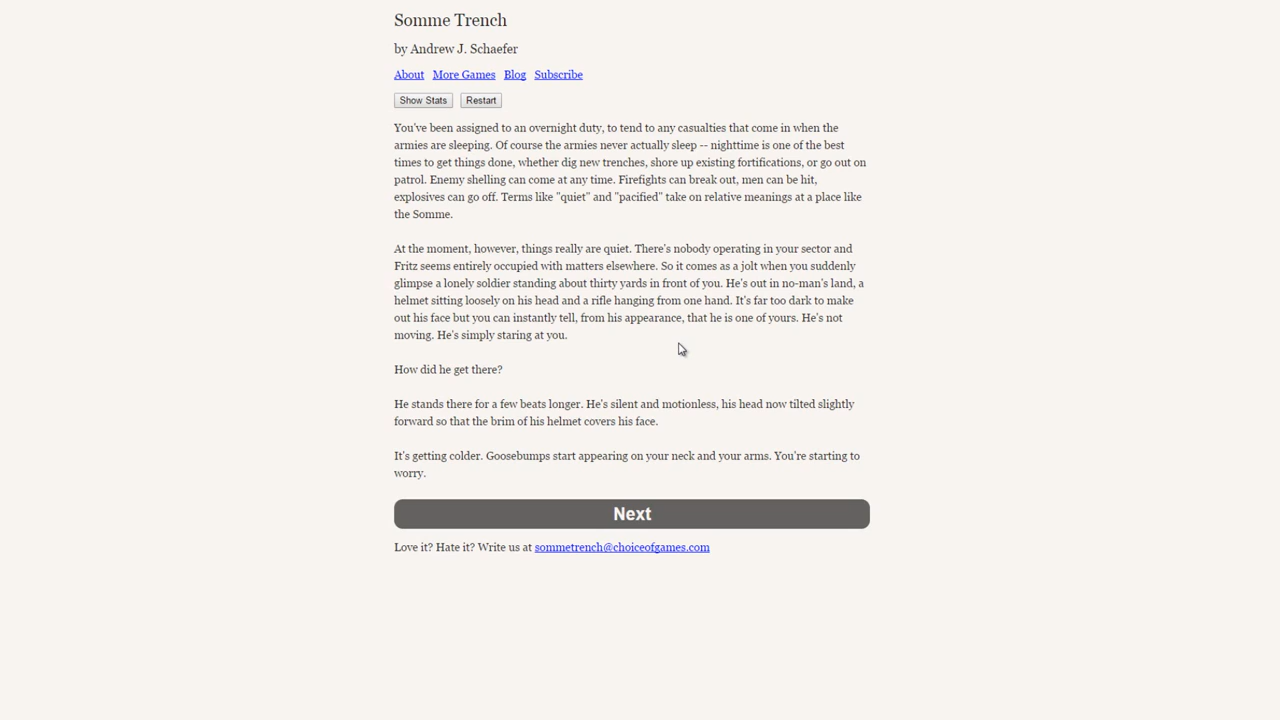 Somme Trench
by Andrew J. Schaefer
About More Games Blog Subscribe
Show Stats Restart
You've been assigned to an overnight duty, to tend to any casualties that come in when the
armies are sleeping. Of course the armies never actually sleep -- nighttime is one of the best
times to get things done, whether dig new trenches, shore up existing fortifications, or go out on
patrol. Enemy shelling can come at any time. Firefights can break out, men can be hit,
explosives can go off. Terms like "quiet" and "pacified" take on relative meanings at a place like
the Somme.
At the moment, however, things really are quiet. There's nobody operating in your sector and
Fritz seems entirely occupied with matters elsewhere. So it comes as a jolt when you suddenly
glimpse a lonely soldier standing about thirty yards in front of you. He's out in no-man's land, a
helmet sitting loosely on his head and a rifle hanging from one hand. It's far too dark to make
out his face but you can instantly tell, from his appearance, that he is one of yours. He's not
moving. He's simply staring at you.
How did he get there?
He stands there for a few beats longer. He's silent and motionless, his head now tilted slightly
forward so that the brim of his helmet covers his face.
It's getting colder. Goosebumps start appearing on your neck and your arms. You're starting to
worry.
Next
Love it? Hate it? Write us at sommetrench@choiceofgames.com